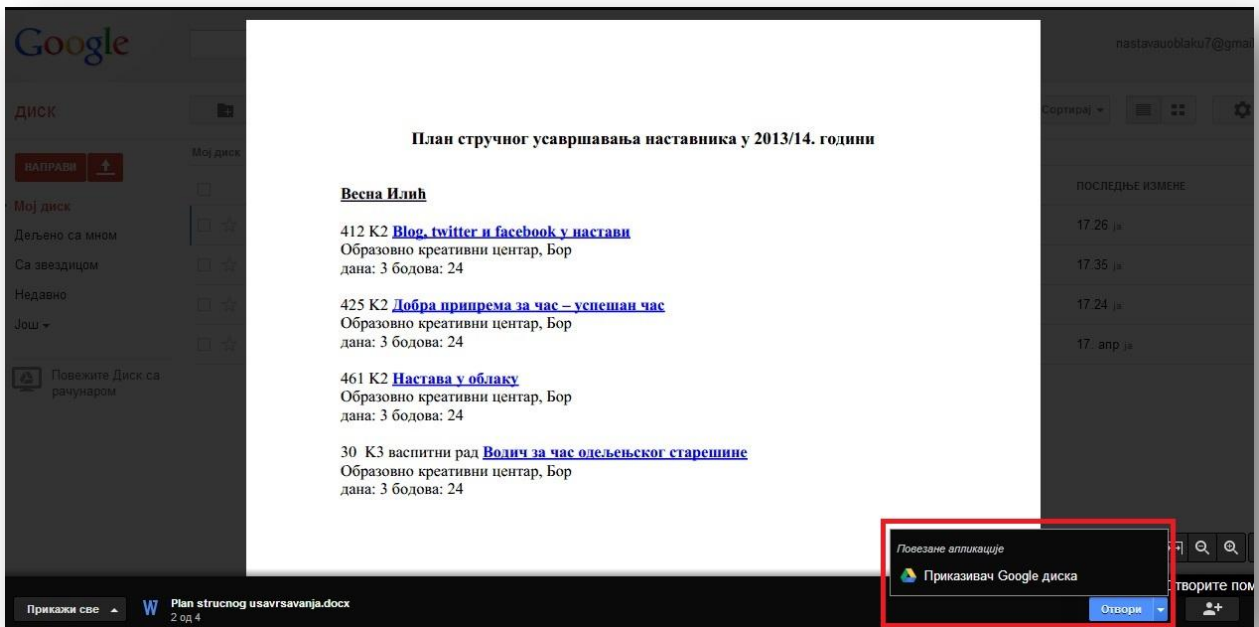 Google
nastavauoblaku7@gmail
ДИСК
Сортирај
НАПРАВИ
Мој диск
ПОСЛЕДЊЕ ИЗМЕНЕ
Мој диск
Дељено са мном
Са звездицом
Недавно
Још
Повежите Диск са
рачунаром
17.26 ја
17.35 ја
17.24 ја
17. апр ја
План стручног усавршавања наставника у 2013/14. години
Весна Илић
412 К2 Blog, twitter и facebook у настави
Образовно креативни центар, Бор
дана: 3 бодова: 24
425 К2 Добра припрема за час – успешан час
Образовно креативни центар, Бор
дана: 3 бодова: 24
461 К2 Настава у облаку
Образовно креативни центар, Бор
дана: 3 бодова: 24
30 К3 васпитни рад Водич за час одељењског старешине
Образовно креативни центар, Бор
дана: 3 бодова: 24
Повезане апликације
Приказивач Google диска
Прикажи све
W
Plan strucnog usavrsavanja.docx
2 од 4
Отвори